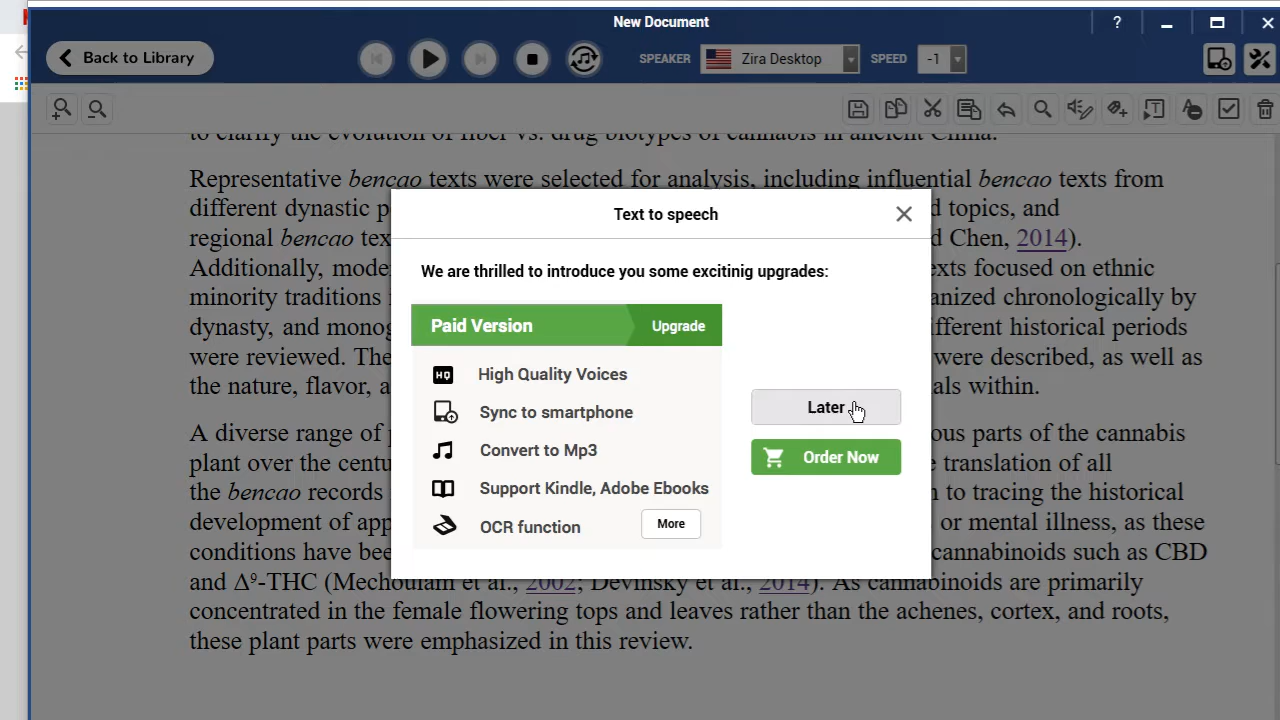 New Document
?
Back to Library
SPEAKER
Zira Desktop
SPEED
-1
to clarify the evolution of fiber vs. drug biotypes of cannabis in ancient China.
Representative bencao texts were selected for analysis, including influential bencao texts from
different dynastic p d topics, and
regional bencao tex d Chen, 2014).
Additionally, mode exts focused on ethnic
minority traditions anized chronologically by
dynasty, and monog ifferent historical periods
were reviewed. The were described, as well as
the nature, flavor, a als within.
A diverse range of p ous parts of the cannabis
plant over the centu e translation of all
the bencao records n to tracing the historical
development of app or mental illness, as these
conditions have bee cannabinoids such as CBD
and Δ⁹-THC (Mechoulam et al., 2002; Devinsky et al., 2014). As cannabinoids are primarily
concentrated in the female flowering tops and leaves rather than the achenes, cortex, and roots,
these plant parts were emphasized in this review.
Text to speech
We are thrilled to introduce you some excitinig upgrades:
Paid Version
Upgrade
HQ
High Quality Voices
Sync to smartphone
Convert to Mp3
Support Kindle, Adobe Ebooks
OCR function
More
Later
Order Now